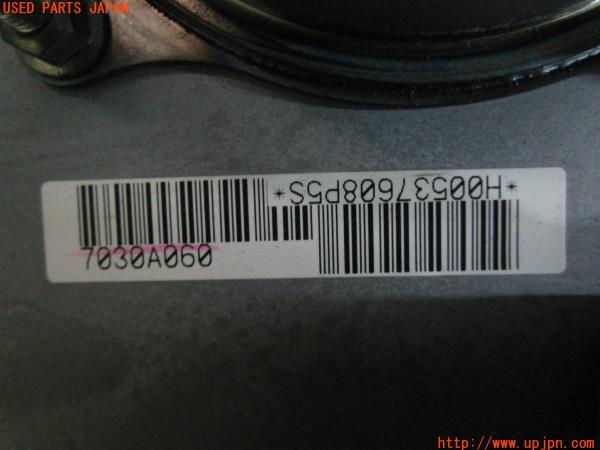 USED PARTS JAPAN
*H00537608P5S*
7030A060
http://www.upjpn.com